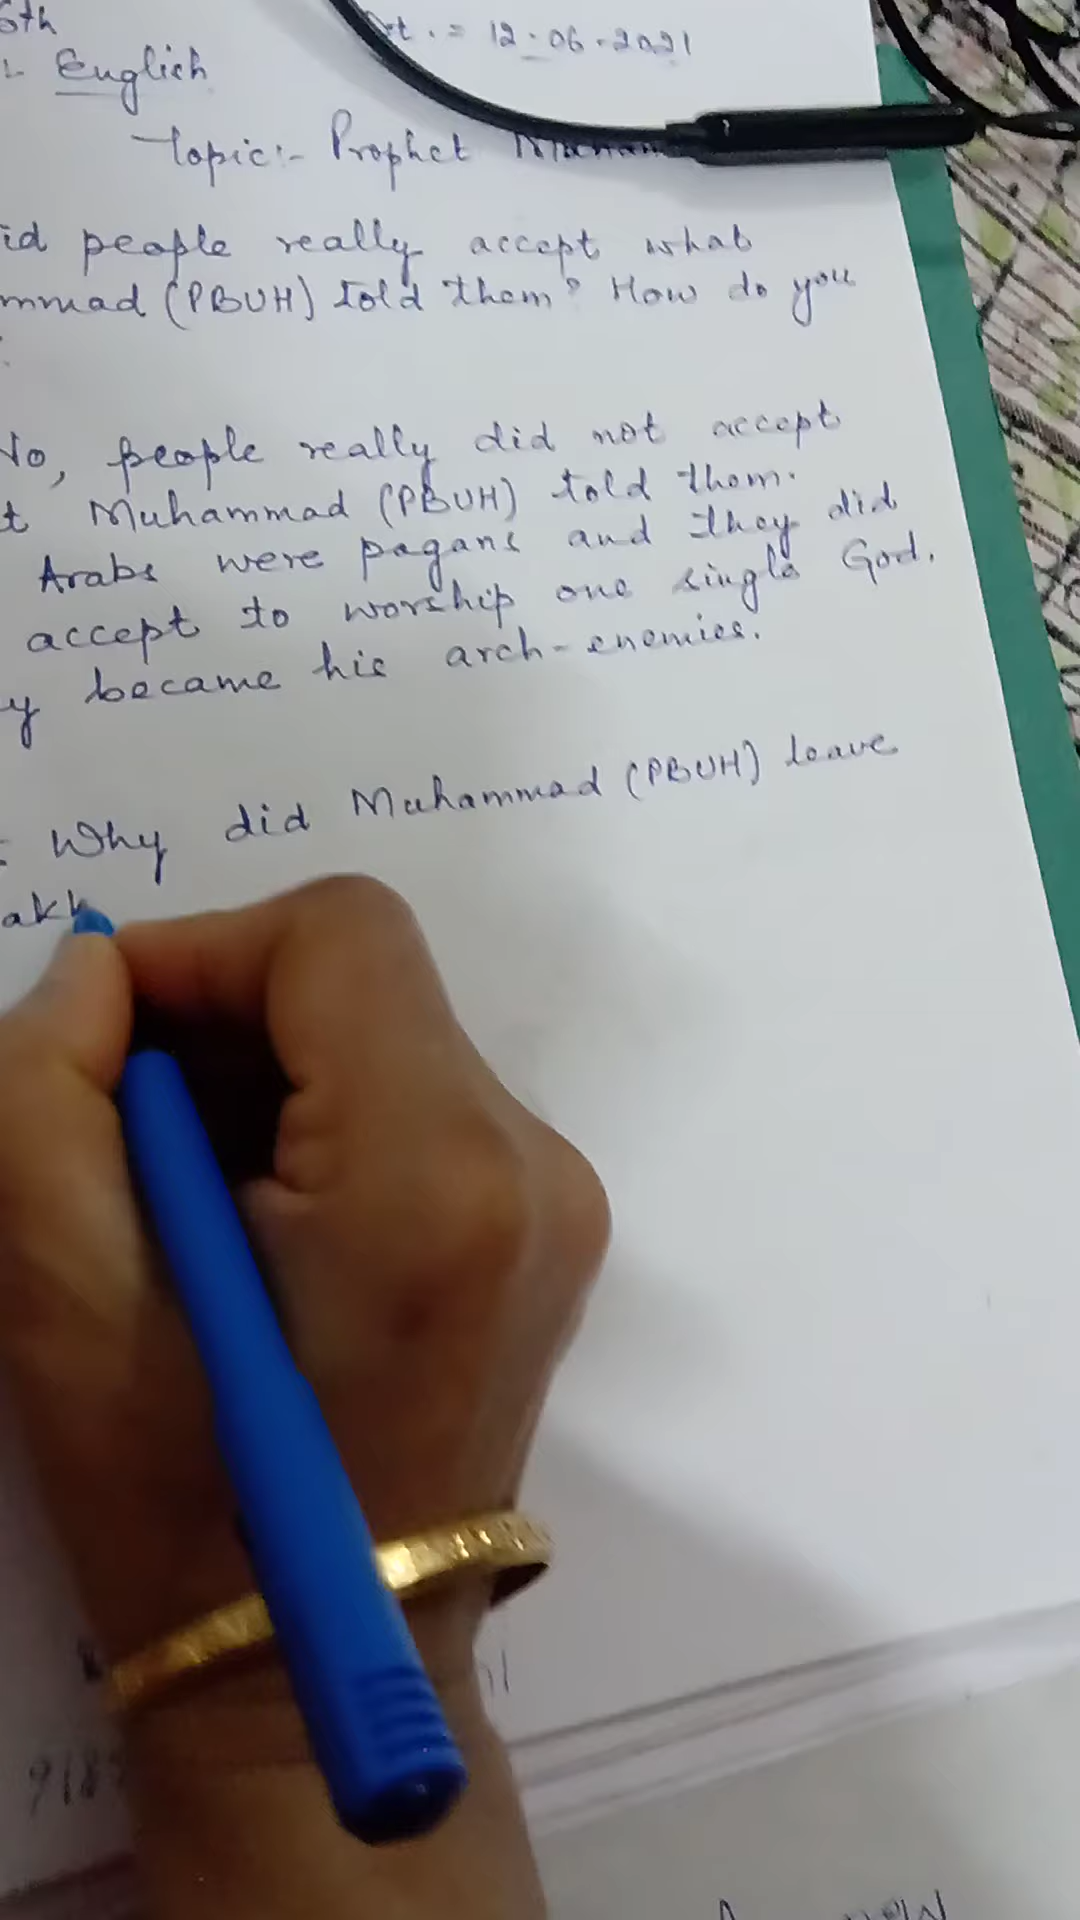 6th
Dt. = 12.06.2021
English
Topic:- Prophet
id people really accept what
mmad (PBUH) told them? How do you
No, people really did not accept
t Muhammad (PBUH) told them.
Arabs were pagans and they did
accept to worship one single God.
y became his arch-enemies.
: Why did Muhammad (PBUH) leave
akk